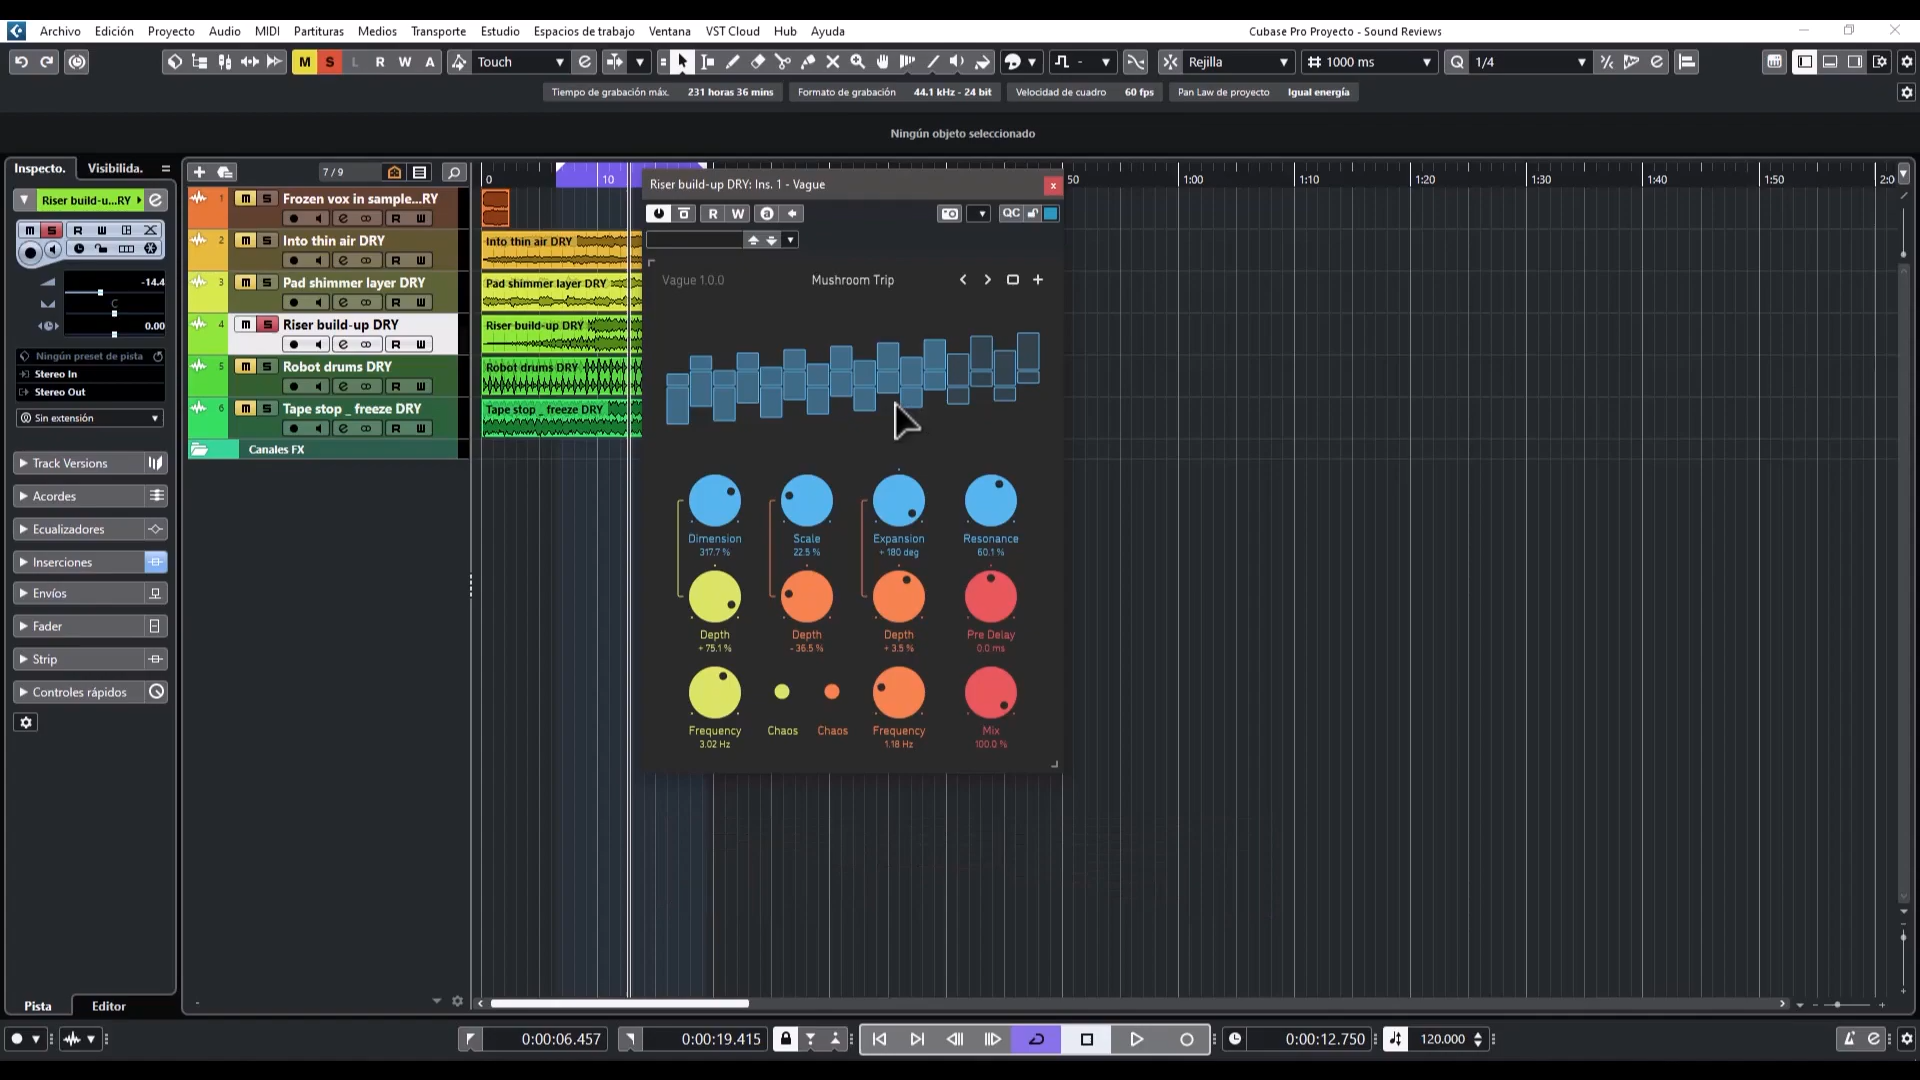 Archivo Edición Proyecto Audio MIDI Partituras Medios Transporte Estudio Espacios de trabajo Ventana VST Cloud Hub Ayuda
Cubase Pro Proyecto - Sound Reviews
M S L R W A Touch
Rejilla 1000 ms Q 1/4
Tiempo de grabación máx. 231 horas 36 mins Formato de grabación 44.1 kHz - 24 bit Velocidad de cuadro 60 fps Pan Law de proyecto Igual energía
Ningún objeto seleccionado
Inspecto. Visibilida.
7 / 9
0 10 50 1:00 1:10 1:20 1:30 1:40 1:50 2:0
Riser build-u...RY
M S R W
-14.4
C
0.00
Ningún preset de pista
Stereo In
Stereo Out
Sin extensión
Track Versions
Acordes
Ecualizadores
Inserciones
Envíos
Fader
Strip
Controles rápidos
Pista Editor
1 m S Frozen vox in sample...RY
R W
2 m S Into thin air DRY
R W
3 m S Pad shimmer layer DRY
R W
4 m S Riser build-up DRY
R W
5 m S Robot drums DRY
R W
6 m S Tape stop _ freeze DRY
R W
Canales FX
Into thin air DRY
Pad shimmer layer DRY
Riser build-up DRY
Robot drums DRY
Tape stop _ freeze DRY
Riser build-up DRY: Ins. 1 - Vague
x
R W a QC
Vague 1.0.0 Mushroom Trip
Dimension Scale Expansion Resonance
317.7 % 22.5 % + 180 deg 60.1 %
Depth Depth Depth Pre Delay
+ 75.1 % - 36.5 % + 3.5 % 0.0 ms
Frequency Chaos Chaos Frequency Mix
3.02 Hz 1.18 Hz 100.0 %
0:00:06.457 0:00:19.415 0:00:12.750 120.000